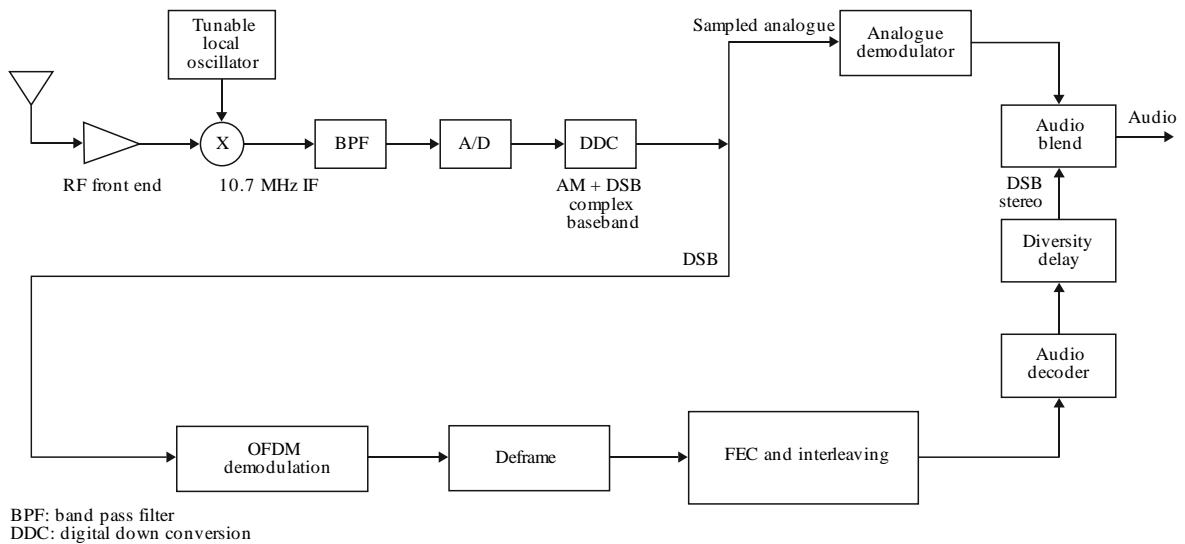 Sampled analogue
Analogue
demodulator
Tunable
local
oscillator
X
BPF
A/D
DDC
Audio
blend
Audio
RF front end
10.7 MHz IF
AM + DSB
complex
baseband
DSB
stereo
DSB
Diversity
delay
Audio
decoder
OFDM
demodulation
Deframe
FEC and interleaving
BPF: band pass filter
DDC: digital down conversion